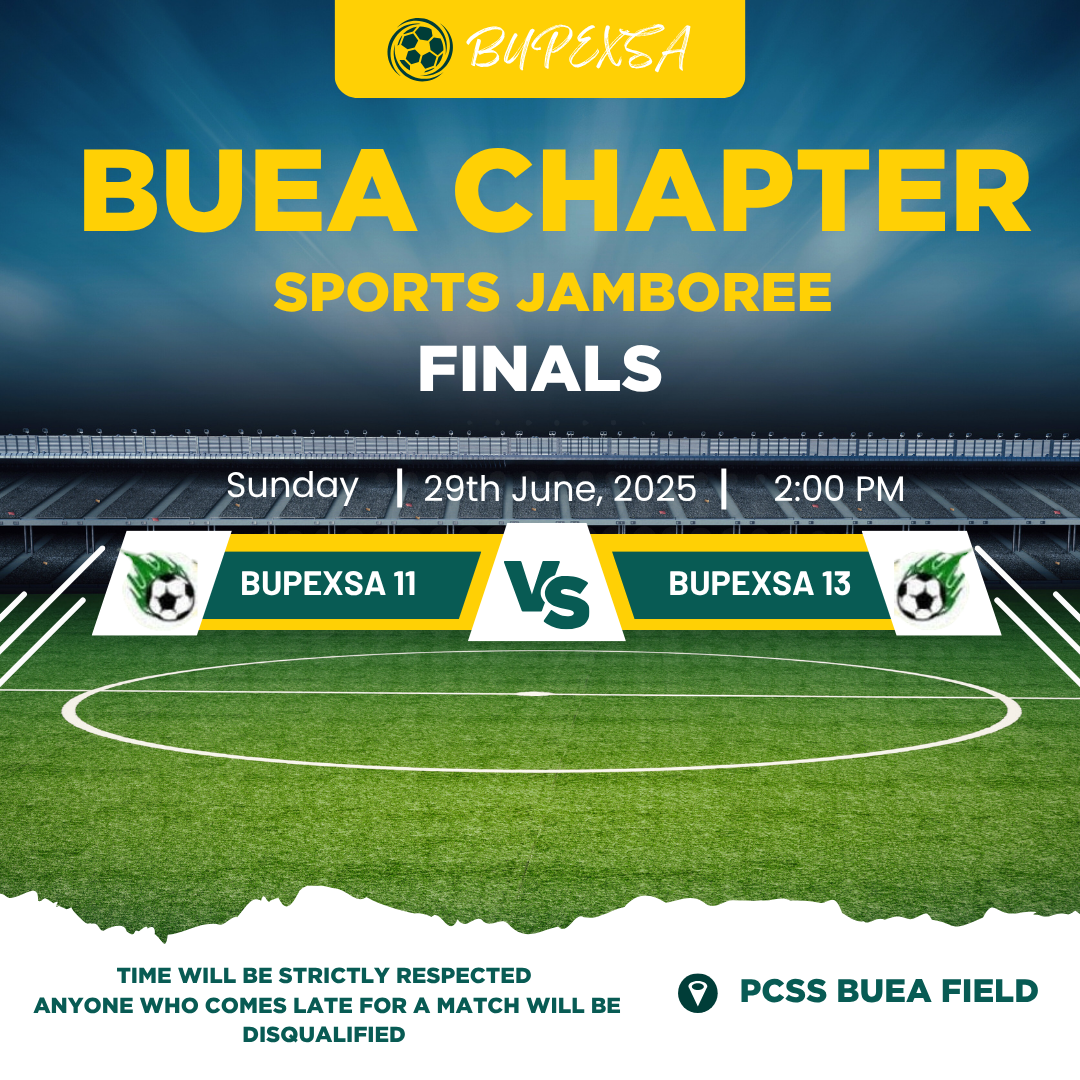 BUPEXSA
BUEA CHAPTER
SPORTS JAMBOREE
FINALS
Sunday | 29th June, 2025 | 2:00 PM
BUPEXSA 11 VS BUPEXSA 13
TIME WILL BE STRICTLY RESPECTED
ANYONE WHO COMES LATE FOR A MATCH WILL BE
DISQUALIFIED
PCSS BUEA FIELD